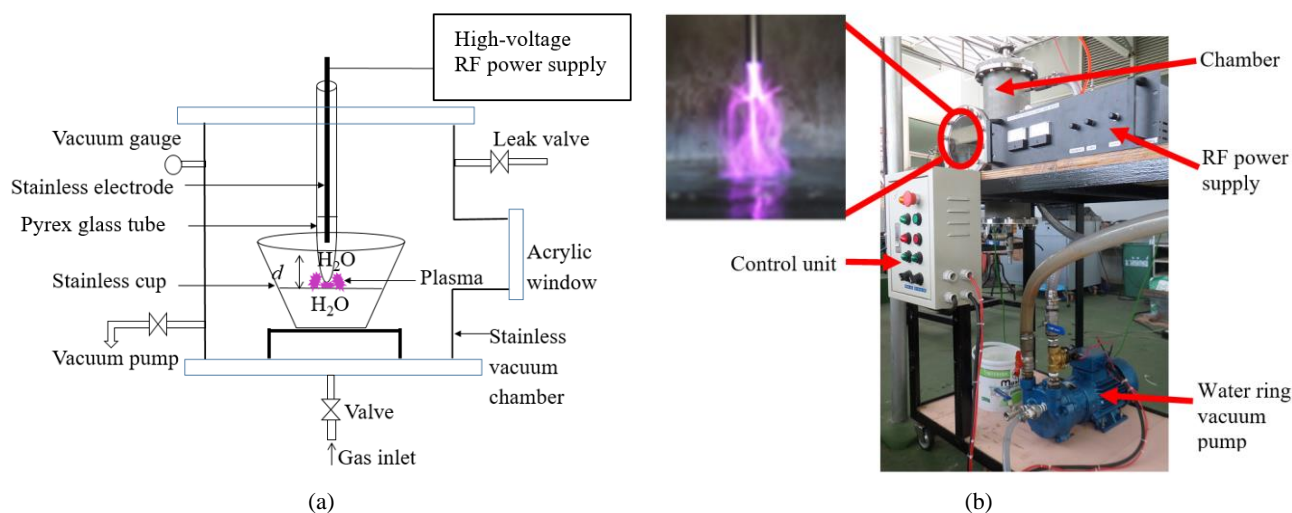 High-voltage
RF power supply
Vacuum gauge
Leak valve
Stainless electrode
Pyrex glass tube
H₂O
d
Plasma
Acrylic
window
Stainless cup
H₂O
Vacuum pump
Stainless
vacuum
chamber
Valve
Gas inlet
(a)
Chamber
RF power
supply
Control unit
Water ring
vacuum
pump
(b)